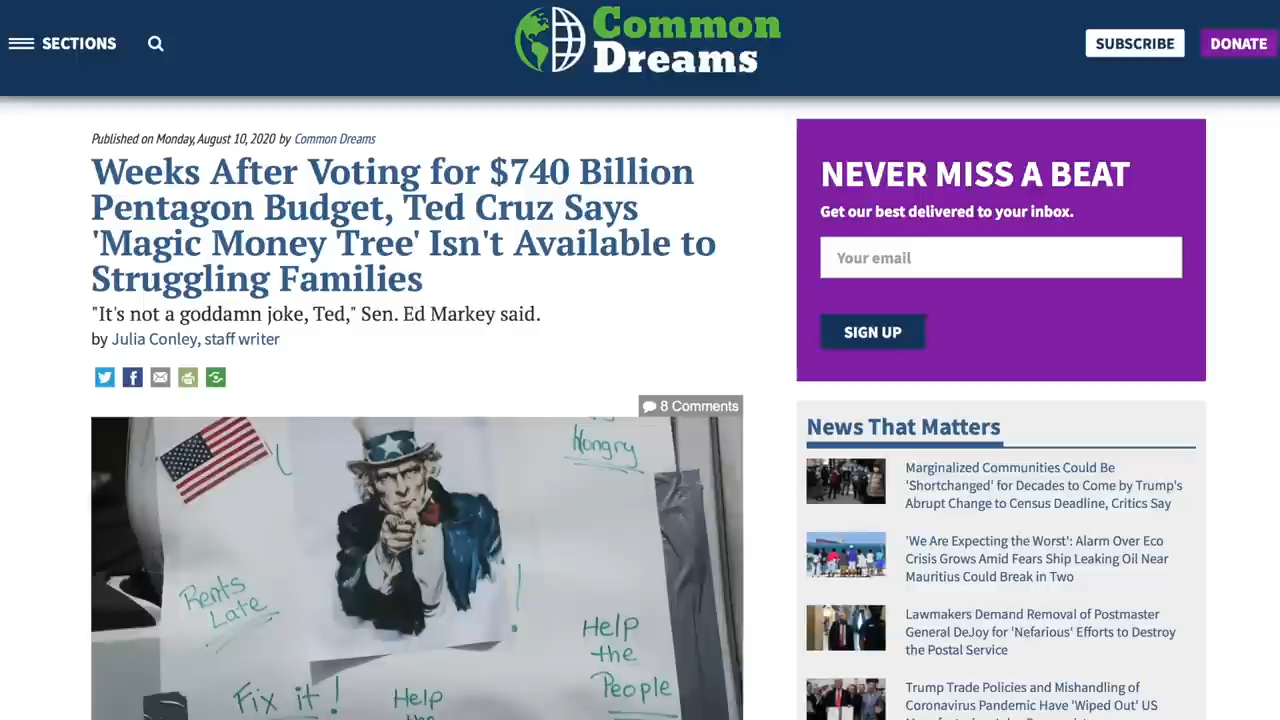 SECTIONS
Common
Dreams
SUBSCRIBE
DONATE
Published on Monday, August 10, 2020 by Common Dreams
Weeks After Voting for $740 Billion
Pentagon Budget, Ted Cruz Says
'Magic Money Tree' Isn't Available to
Struggling Families
"It's not a goddamn joke, Ted," Sen. Ed Markey said.
by Julia Conley, staff writer
8 Comments
Hungry
Rents
Late
!
Help
the
People
Fix it!
Help
the
NEVER MISS A BEAT
Get our best delivered to your inbox.
Your email
SIGN UP
News That Matters
Marginalized Communities Could Be
'Shortchanged' for Decades to Come by Trump's
Abrupt Change to Census Deadline, Critics Say
'We Are Expecting the Worst': Alarm Over Eco
Crisis Grows Amid Fears Ship Leaking Oil Near
Mauritius Could Break in Two
Lawmakers Demand Removal of Postmaster
General DeJoy for 'Nefarious' Efforts to Destroy
the Postal Service
Trump Trade Policies and Mishandling of
Coronavirus Pandemic Have 'Wiped Out' US